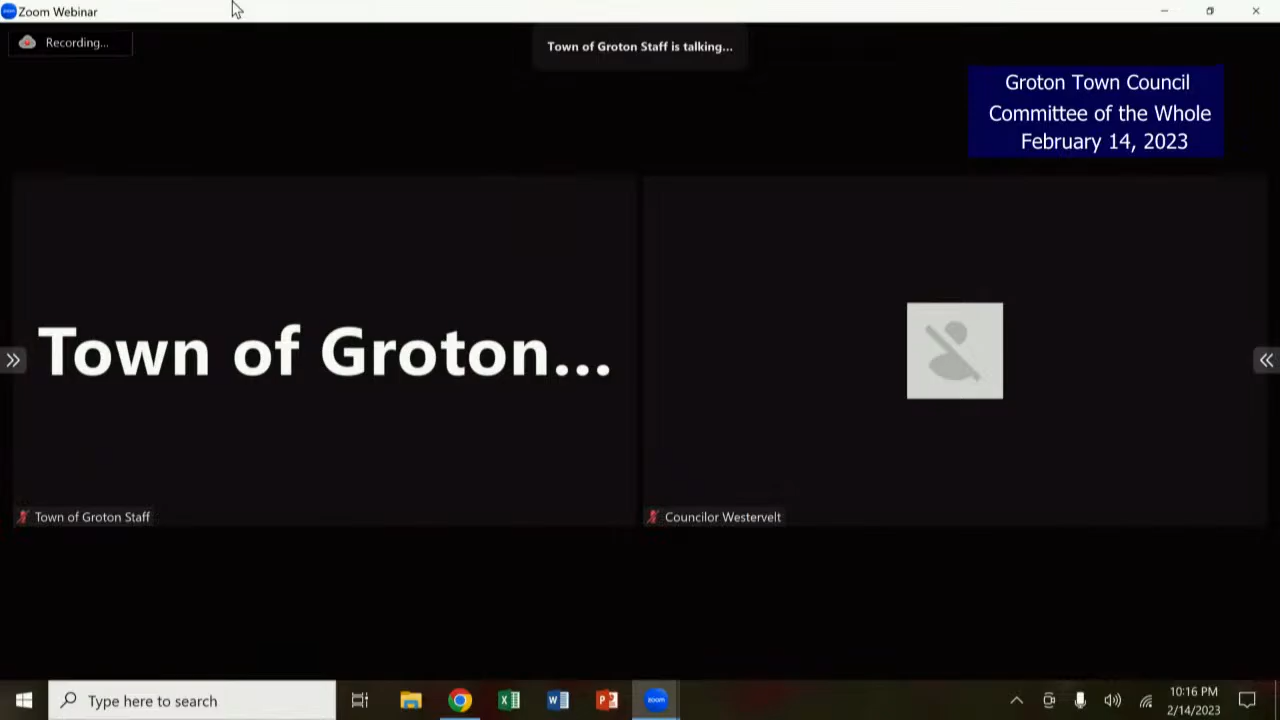 Zoom Webinar
Recording...
Town of Groton Staff is talking...
Groton Town Council
Committee of the Whole
February 14, 2023
Town of Groton...
Town of Groton Staff
Councilor Westervelt
Type here to search
zoom
10:16 PM
2/14/2023